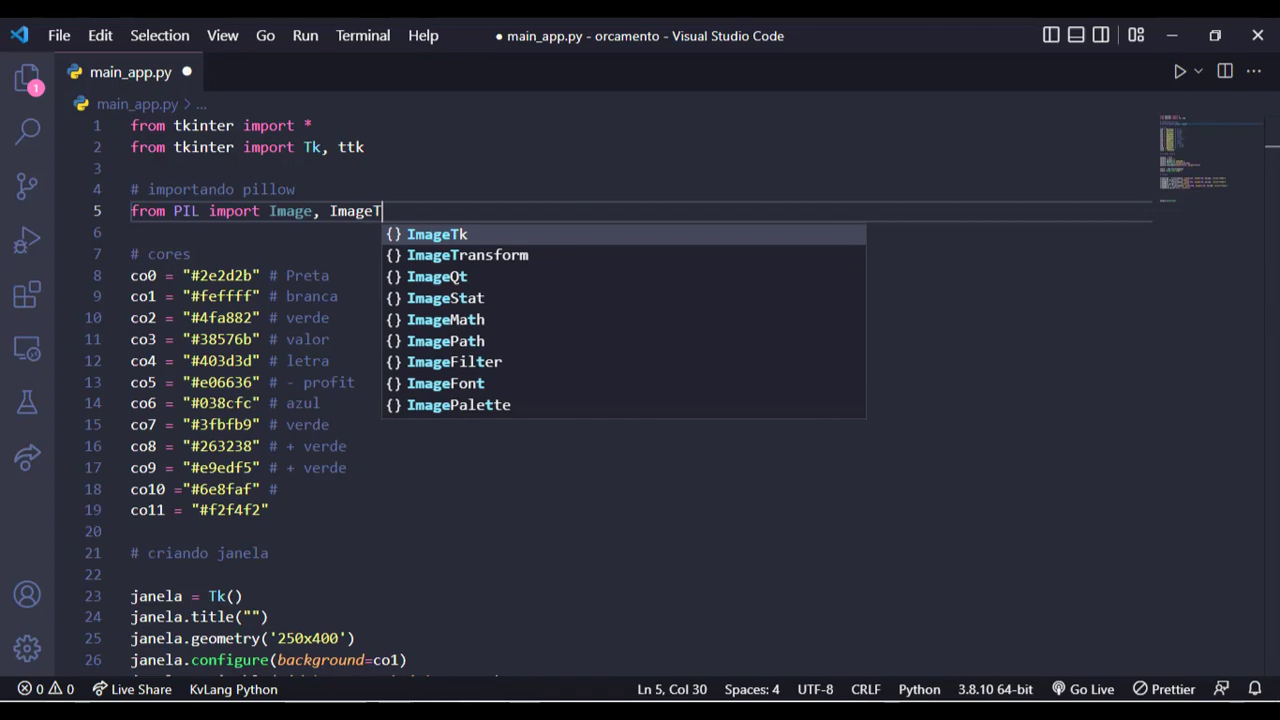 File Edit Selection View Go Run Terminal Help ● main_app.py - orcamento - Visual Studio Code
1
main_app.py ●
main_app.py > ...
1 from tkinter import *
2 from tkinter import Tk, ttk
3
4 # importando pillow
5 from PIL import Image, ImageT
6
{} ImageTk
{} ImageTransform
{} ImageQt
{} ImageStat
{} ImageMath
{} ImagePath
{} ImageFilter
{} ImageFont
{} ImagePalette
7 # cores
8 co0 = "#2e2d2b" # Preta
9 co1 = "#feffff" # branca
10 co2 = "#4fa882" # verde
11 co3 = "#38576b" # valor
12 co4 = "#403d3d" # letra
13 co5 = "#e06636" # - profit
14 co6 = "#038cfc" # azul
15 co7 = "#3fbfb9" # verde
16 co8 = "#263238" # + verde
17 co9 = "#e9edf5" # + verde
18 co10 ="#6e8faf" #
19 co11 = "#f2f4f2"
20
21 # criando janela
22
23 janela = Tk()
24 janela.title("")
25 janela.geometry('250x400')
26 janela.configure(background=co1)
0 0 Live Share KvLang Python Ln 5, Col 30 Spaces: 4 UTF-8 CRLF Python 3.8.10 64-bit Go Live Prettier